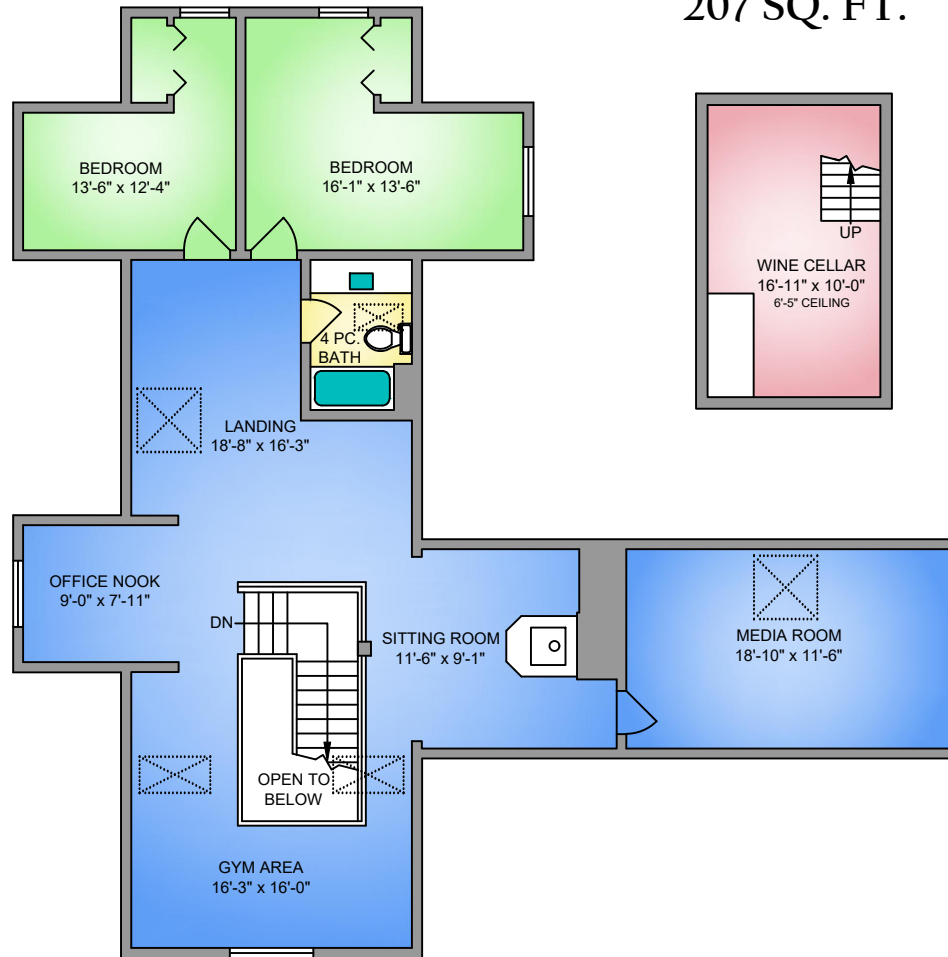 207 SQ. FT.
BEDROOM
13'-6" x 12'-4"
BEDROOM
16'-1" x 13'-6"
UP
WINE CELLAR
16'-11" x 10'-0"
6'-5" CEILING
4 PC.
BATH
LANDING
18'-8" x 16'-3"
OFFICE NOOK
9'-0" x 7'-11"
DN
SITTING ROOM
11'-6" x 9'-1"
MEDIA ROOM
18'-10" x 11'-6"
OPEN TO
BELOW
GYM AREA
16'-3" x 16'-0"